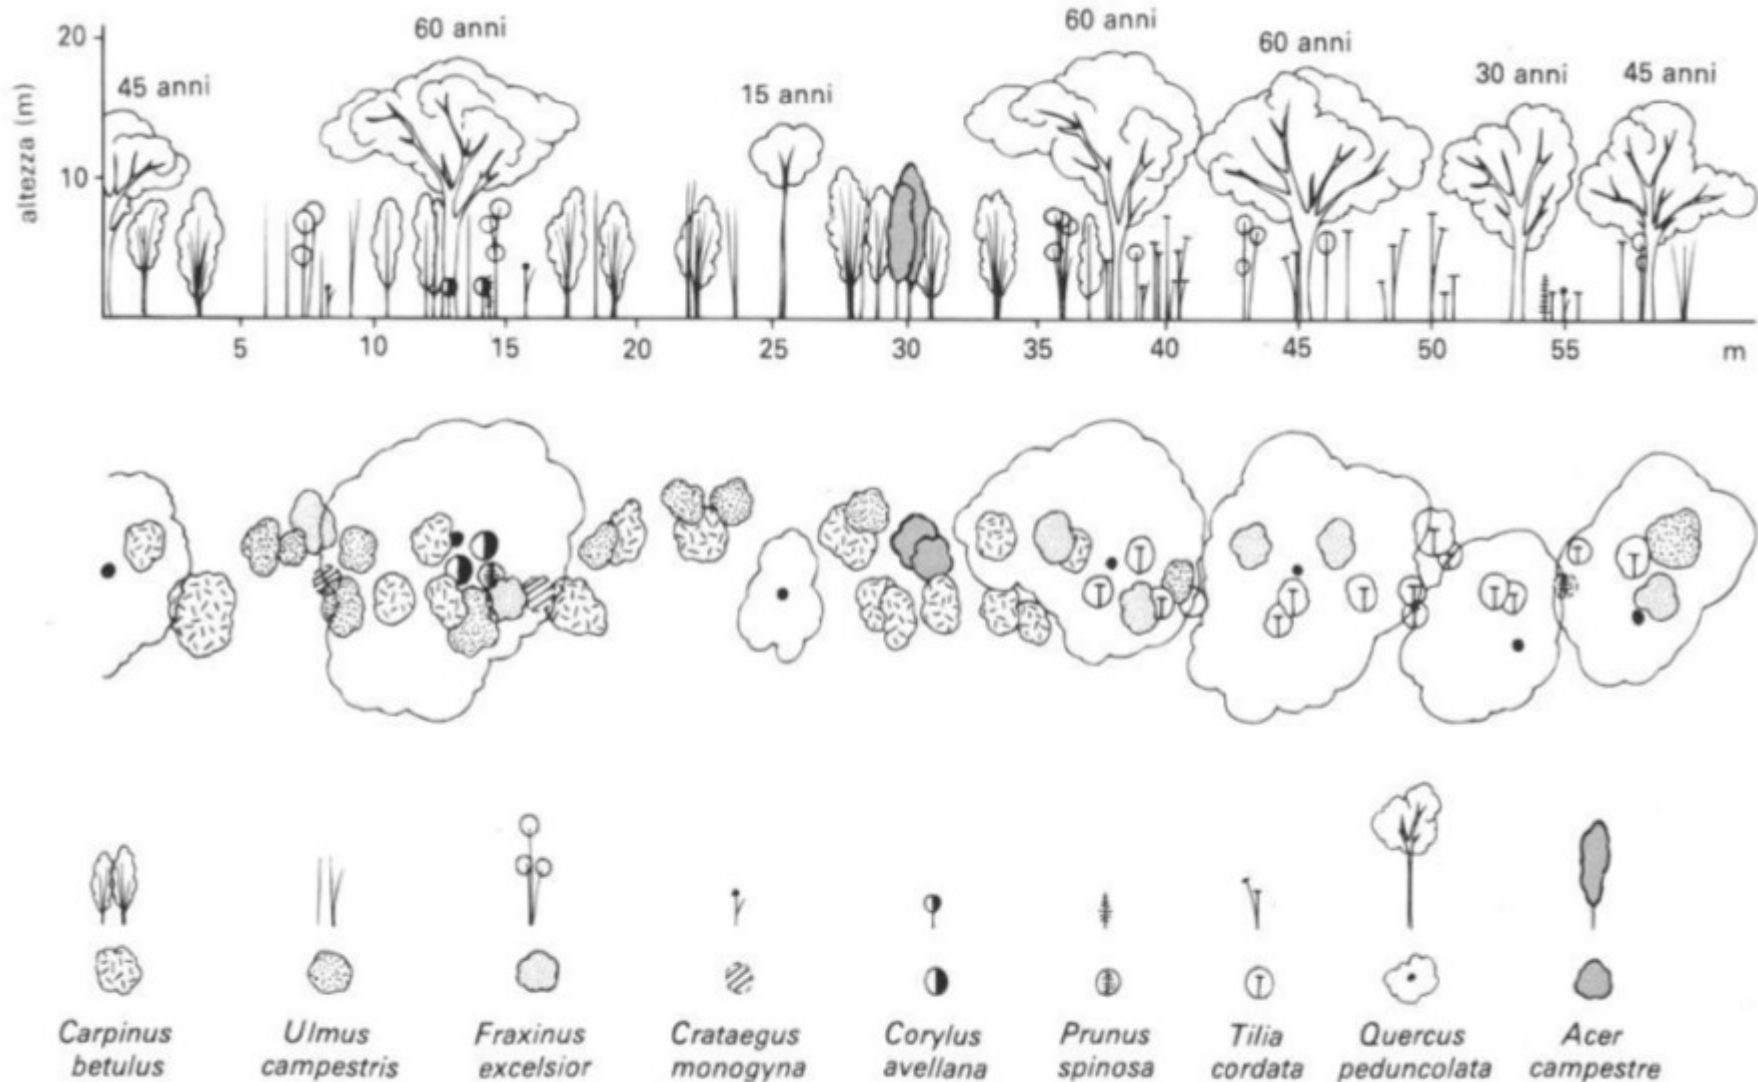 altezza (m)
20
10
45 anni
60 anni
15 anni
60 anni
60 anni
30 anni
45 anni
5 10 15 20 25 30 35 40 45 50 55 m
Carpinus
betulus
Ulmus
campestris
Fraxinus
excelsior
Crataegus
monogyna
Corylus
avellana
Prunus
spinosa
Tilia
cordata
Quercus
peduncolata
Acer
campestre